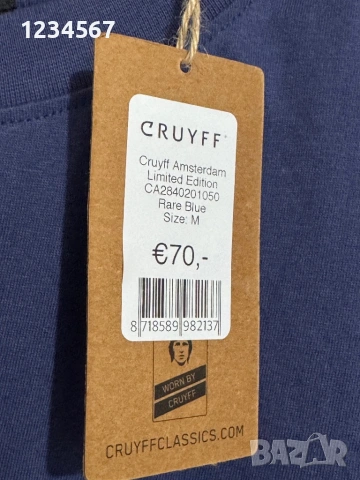 1234567
CRUYFF
Cruyff Amsterdam
Limited Edition
CA2840201050
Rare Blue
Size: M
€70,-
8 718589 982137
WORN BY
CRUYFF
CRUYFFCLASSICS.COM
BAZAR